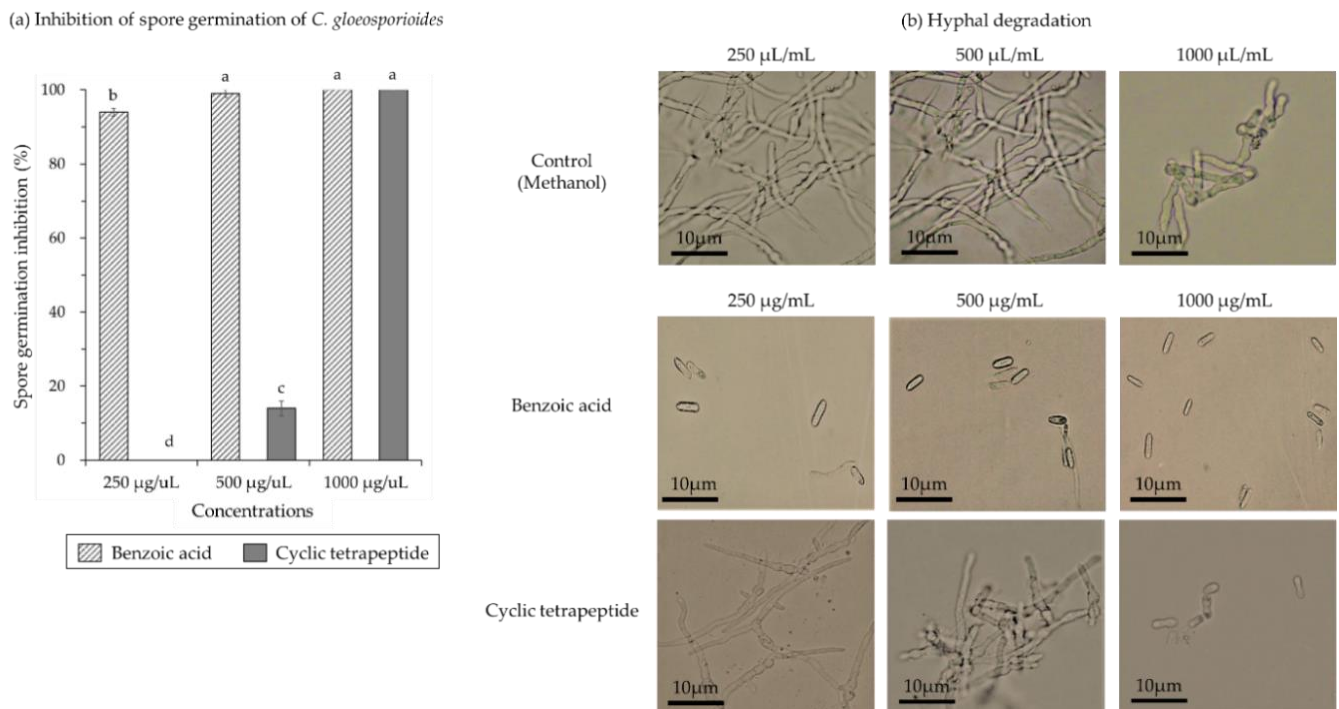 (a) Inhibition of spore germination of C. gloeosporioides
Spore germination inhibition (%)
100
80
60
40
20
0
b
d
a
c
a
a
250 µg/uL
500 µg/uL
1000 µg/uL
Concentrations
Benzoic acid
Cyclic tetrapeptide
(b) Hyphal degradation
250 µL/mL
500 µL/mL
1000 µL/mL
Control
(Methanol)
10µm
10µm
10µm
250 µg/mL
500 µg/mL
1000 µg/mL
Benzoic acid
10µm
10µm
10µm
Cyclic tetrapeptide
10µm
10µm
10µm